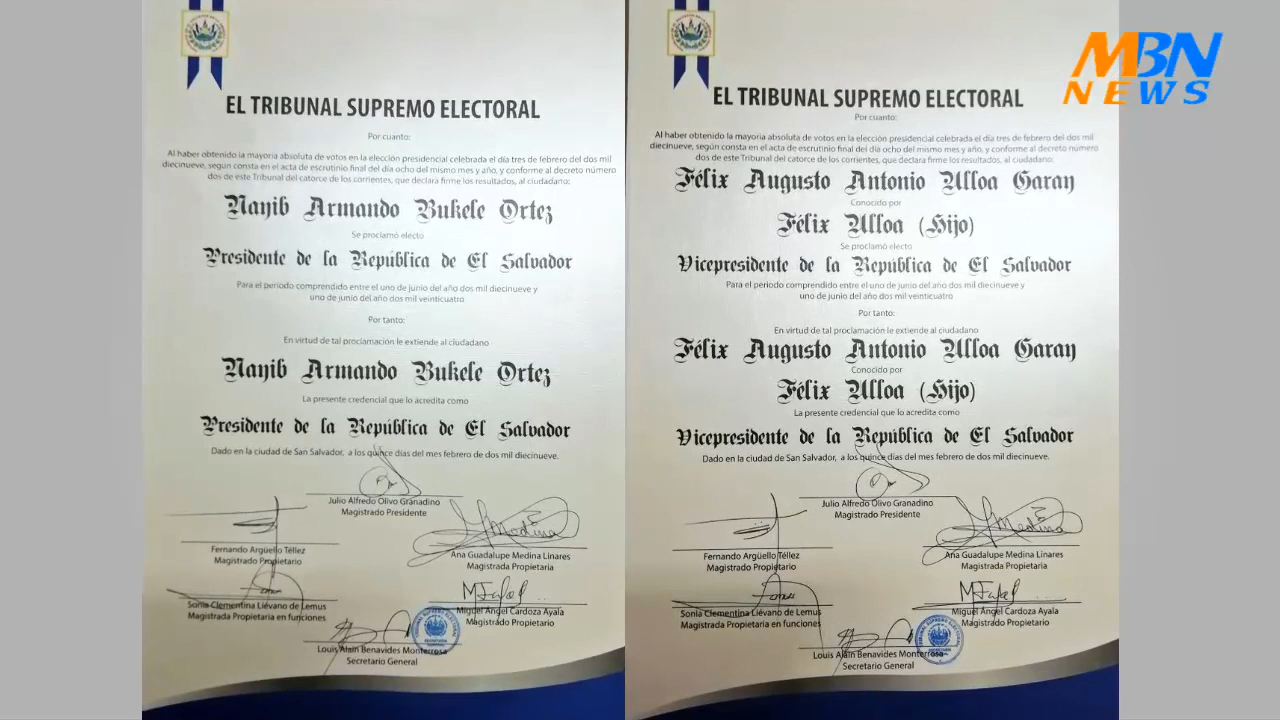 EL TRIBUNAL SUPREMO ELECTORAL
Por cuanto:
Al haber obtenido la mayoria absoluta de votos en la elección presidencial celebrada el día tres de febrero del dos mil
diecinueve, según consta en el acta de escrutinio final del día ocho del mismo mes y año, y conforme al decreto número
dos de este Tribunal del catorce de los corrientes, que declara firme los resultados, al ciudadano:
Nayib Armando Bukele Ortez
Se proclamó electo
Presidente de la República de El Salvador
Para el periodo comprendido entre el uno de junio del año dos mil diecinueve y
uno de junio del año dos mil veinticuatro
Por tanto:
En virtud de tal proclamación le extiende al ciudadano
Nayib Armando Bukele Ortez
La presente credencial que lo acredita como
Presidente de la República de El Salvador
Dado en la ciudad de San Salvador, a los quince días del mes febrero de dos mil diecinueve.
Julio Alfredo Olivo Granadino
Magistrado Presidente
Fernando Argüello Téllez
Magistrado Propietario
Ana Guadalupe Medina Linares
Magistrada Propietaria
Sonia Clementina Liévano de Lemus
Magistrada Propietaria en funciones
Miguel Angel Cardoza Ayala
Magistrado Propietario
Louis Alain Benavides Monterrosa
Secretario General
EL TRIBUNAL SUPREMO ELECTORAL
Por cuanto:
Al haber obtenido la mayoria absoluta de votos en la elección presidencial celebrada el día tres de febrero del dos mil
diecinueve, según consta en el acta de escrutinio final del día ocho del mismo mes y año, y conforme al decreto número
dos de este Tribunal del catorce de los corrientes, que declara firme los resultados, al ciudadano:
Félix Augusto Antonio Ulloa Garay
Conocido por
Félix Ulloa (Hijo)
Se proclamó electo
Vicepresidente de la República de El Salvador
Para el periodo comprendido entre el uno de junio del año dos mil diecinueve y
uno de junio del año dos mil veinticuatro
Por tanto:
En virtud de tal proclamación le extiende al ciudadano
Félix Augusto Antonio Ulloa Garay
Conocido por
Félix Ulloa (Hijo)
La presente credencial que lo acredita como
Vicepresidente de la República de El Salvador
Dado en la ciudad de San Salvador, a los quince días del mes febrero de dos mil diecinueve.
Julio Alfredo Olivo Granadino
Magistrado Presidente
Fernando Argüello Téllez
Magistrado Propietario
Ana Guadalupe Medina Linares
Magistrada Propietaria
Sonia Clementina Liévano de Lemus
Magistrada Propietaria en funciones
Miguel Angel Cardoza Ayala
Magistrado Propietario
Louis Alain Benavides Monterrosa
Secretario General
MBN
NEWS